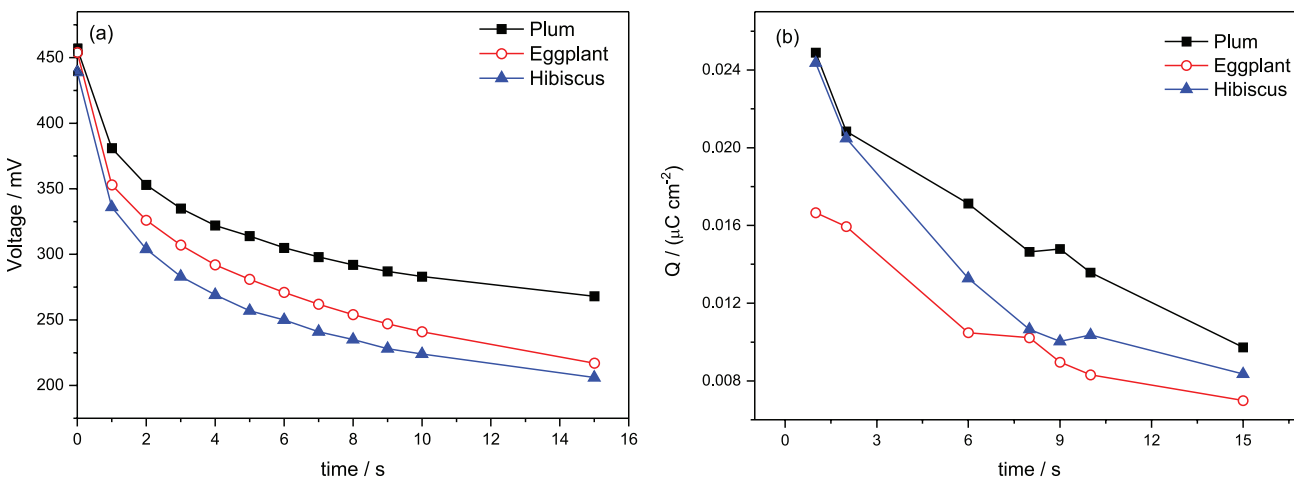 (a)
Plum
Eggplant
Hibiscus
450
400
350
300
250
200
Voltage / mV
0 2 4 6 8 10 12 14 16
time / s
(b)
Plum
Eggplant
Hibiscus
0.024
0.020
0.016
0.012
0.008
Q / (μC cm⁻²)
0 3 6 9 12 15
time / s